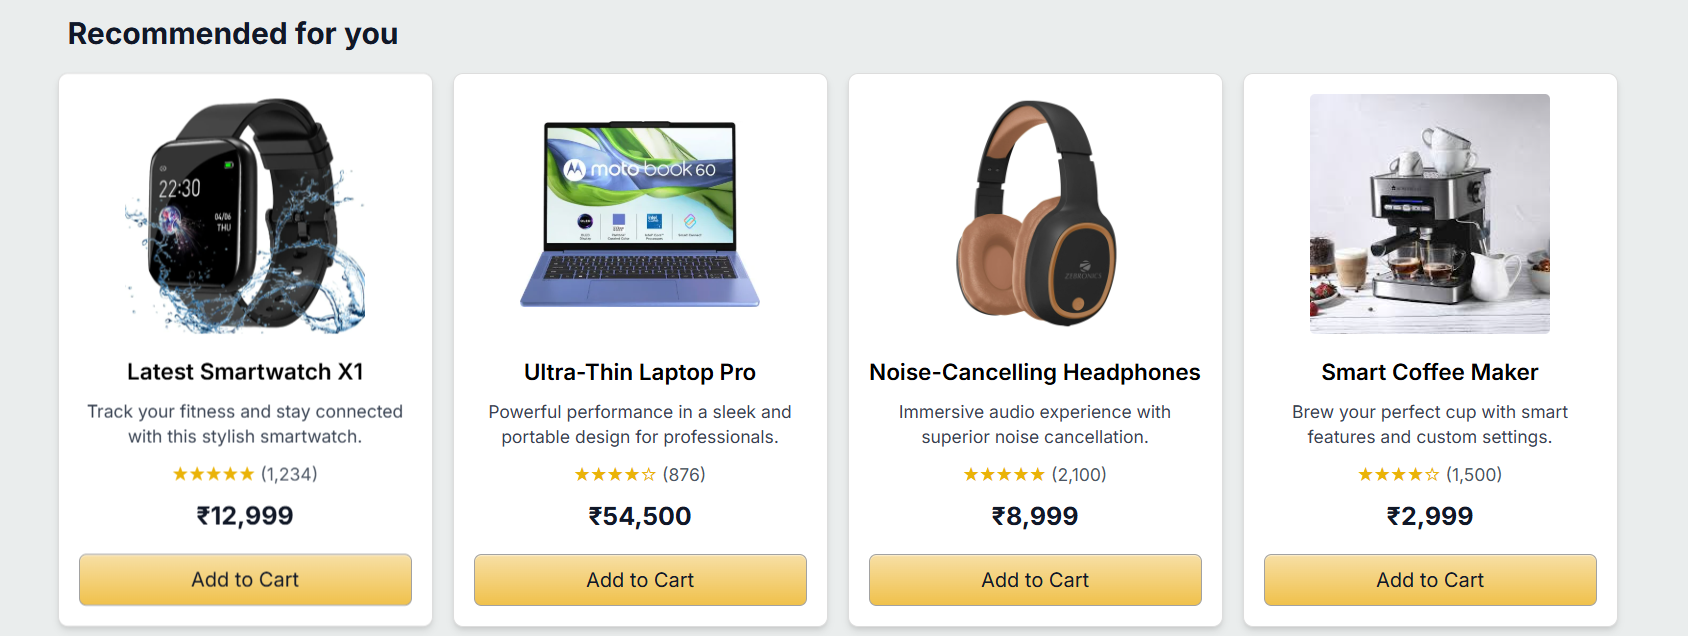 Recommended for you
22:30
04/06
THU
Latest Smartwatch X1
Track your fitness and stay connected
with this stylish smartwatch.
★★★★★ (1,234)
₹12,999
Add to Cart
moto book 60
Ultra-Thin Laptop Pro
Powerful performance in a sleek and
portable design for professionals.
★★★★☆ (876)
₹54,500
Add to Cart
ZEBRONICS
Noise-Cancelling Headphones
Immersive audio experience with
superior noise cancellation.
★★★★★ (2,100)
₹8,999
Add to Cart
Smart Coffee Maker
Brew your perfect cup with smart
features and custom settings.
★★★★☆ (1,500)
₹2,999
Add to Cart